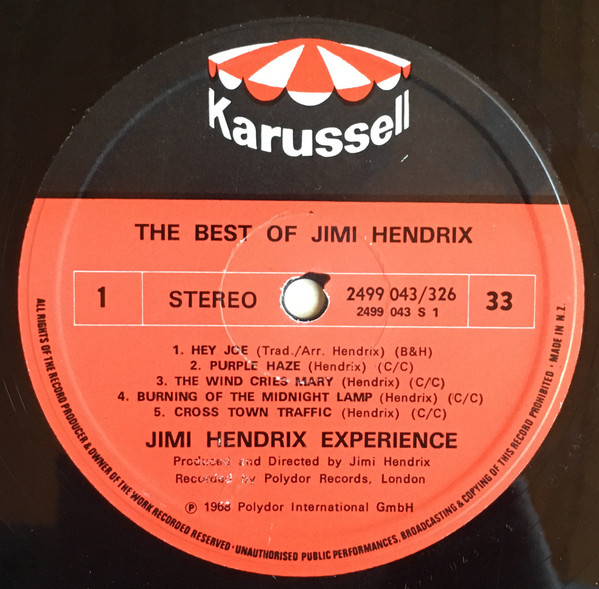 Karussell
THE BEST OF JIMI HENDRIX
1 STEREO 2499 043/326 33
2499 043 S 1
1. HEY JOE (Trad./Arr. Hendrix) (B&H)
2. PURPLE HAZE (Hendrix) (C/C)
3. THE WIND CRIES MARY (Hendrix) (C/C)
4. BURNING OF THE MIDNIGHT LAMP (Hendrix) (C/C)
5. CROSS TOWN TRAFFIC (Hendrix) (C/C)
JIMI HENDRIX EXPERIENCE
Produced and Directed by Jimi Hendrix
Recorded by Polydor Records, London
℗ 1968 Polydor International GmbH
ALL RIGHTS OF THE RECORD PRODUCER & OWNER OF THE WORK RECORDED RESERVED · UNAUTHORISED PUBLIC PERFORMANCES, BROADCASTING & COPYING OF THIS RECORD PROHIBITED · MADE IN N.Z.